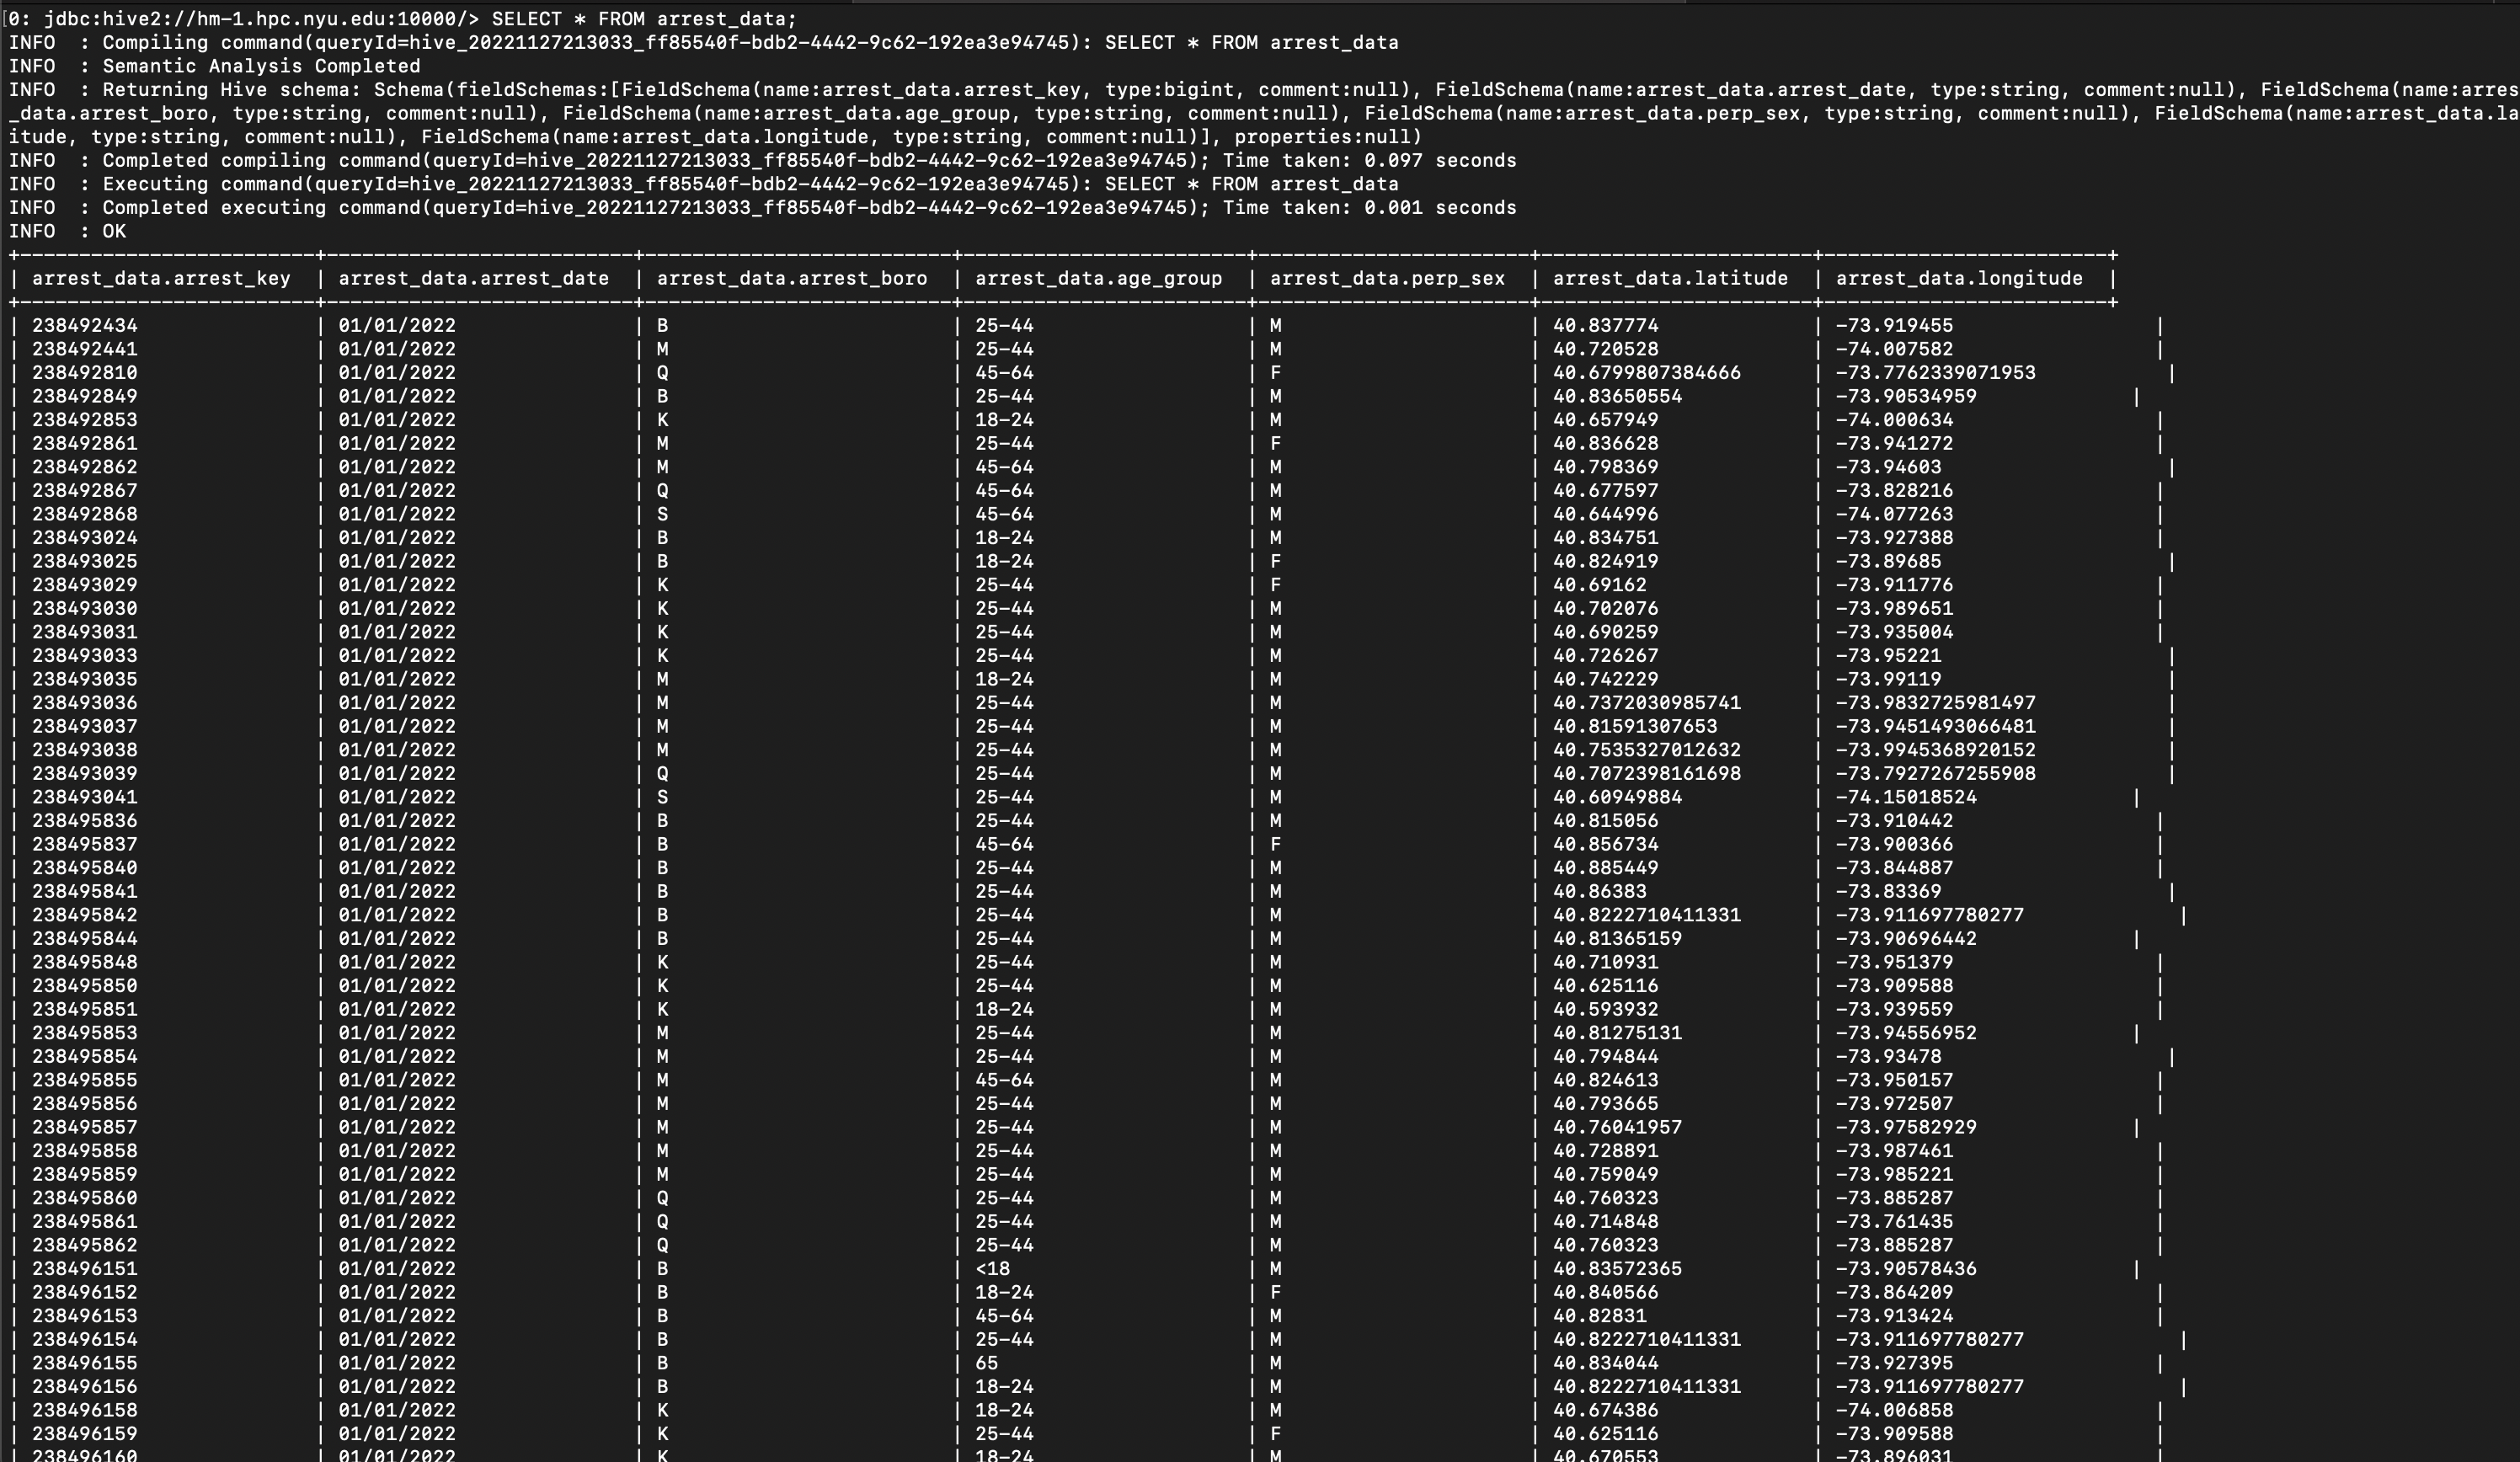 [0: jdbc:hive2://hm-1.hpc.nyu.edu:10000/> SELECT * FROM arrest_data;
INFO  : Compiling command(queryId=hive_20221127213033_ff85540f-bdb2-4442-9c62-192ea3e94745): SELECT * FROM arrest_data
INFO  : Semantic Analysis Completed
INFO  : Returning Hive schema: Schema(fieldSchemas:[FieldSchema(name:arrest_data.arrest_key, type:bigint, comment:null), FieldSchema(name:arrest_data.arrest_date, type:string, comment:null), FieldSchema(name:arres
_data.arrest_boro, type:string, comment:null), FieldSchema(name:arrest_data.age_group, type:string, comment:null), FieldSchema(name:arrest_data.perp_sex, type:string, comment:null), FieldSchema(name:arrest_data.la
itude, type:string, comment:null), FieldSchema(name:arrest_data.longitude, type:string, comment:null)], properties:null)
INFO  : Completed compiling command(queryId=hive_20221127213033_ff85540f-bdb2-4442-9c62-192ea3e94745); Time taken: 0.097 seconds
INFO  : Executing command(queryId=hive_20221127213033_ff85540f-bdb2-4442-9c62-192ea3e94745): SELECT * FROM arrest_data
INFO  : Completed executing command(queryId=hive_20221127213033_ff85540f-bdb2-4442-9c62-192ea3e94745); Time taken: 0.001 seconds
INFO  : OK
| arrest_data.arrest_key | arrest_data.arrest_date | arrest_data.arrest_boro | arrest_data.age_group | arrest_data.perp_sex | arrest_data.latitude | arrest_data.longitude |
| 238492434 | 01/01/2022 | B | 25-44 | M | 40.837774 | -73.919455 |
| 238492441 | 01/01/2022 | M | 25-44 | M | 40.720528 | -74.007582 |
| 238492810 | 01/01/2022 | Q | 45-64 | F | 40.6799807384666 | -73.7762339071953 |
| 238492849 | 01/01/2022 | B | 25-44 | M | 40.83650554 | -73.90534959 |
| 238492853 | 01/01/2022 | K | 18-24 | M | 40.657949 | -74.000634 |
| 238492861 | 01/01/2022 | M | 25-44 | F | 40.836628 | -73.941272 |
| 238492862 | 01/01/2022 | M | 45-64 | M | 40.798369 | -73.94603 |
| 238492867 | 01/01/2022 | Q | 45-64 | M | 40.677597 | -73.828216 |
| 238492868 | 01/01/2022 | S | 45-64 | M | 40.644996 | -74.077263 |
| 238493024 | 01/01/2022 | B | 18-24 | M | 40.834751 | -73.927388 |
| 238493025 | 01/01/2022 | B | 18-24 | F | 40.824919 | -73.89685 |
| 238493029 | 01/01/2022 | K | 25-44 | F | 40.69162 | -73.911776 |
| 238493030 | 01/01/2022 | K | 25-44 | M | 40.702076 | -73.989651 |
| 238493031 | 01/01/2022 | K | 25-44 | M | 40.690259 | -73.935004 |
| 238493033 | 01/01/2022 | K | 25-44 | M | 40.726267 | -73.95221 |
| 238493035 | 01/01/2022 | M | 18-24 | M | 40.742229 | -73.99119 |
| 238493036 | 01/01/2022 | M | 25-44 | M | 40.7372030985741 | -73.9832725981497 |
| 238493037 | 01/01/2022 | M | 25-44 | M | 40.81591307653 | -73.9451493066481 |
| 238493038 | 01/01/2022 | M | 25-44 | M | 40.7535327012632 | -73.9945368920152 |
| 238493039 | 01/01/2022 | Q | 25-44 | M | 40.7072398161698 | -73.7927267255908 |
| 238493041 | 01/01/2022 | S | 25-44 | M | 40.60949884 | -74.15018524 |
| 238495836 | 01/01/2022 | B | 25-44 | M | 40.815056 | -73.910442 |
| 238495837 | 01/01/2022 | B | 45-64 | F | 40.856734 | -73.900366 |
| 238495840 | 01/01/2022 | B | 25-44 | M | 40.885449 | -73.844887 |
| 238495841 | 01/01/2022 | B | 25-44 | M | 40.86383 | -73.83369 |
| 238495842 | 01/01/2022 | B | 25-44 | M | 40.8222710411331 | -73.911697780277 |
| 238495844 | 01/01/2022 | B | 25-44 | M | 40.81365159 | -73.90696442 |
| 238495848 | 01/01/2022 | K | 25-44 | M | 40.710931 | -73.951379 |
| 238495850 | 01/01/2022 | K | 25-44 | M | 40.625116 | -73.909588 |
| 238495851 | 01/01/2022 | K | 18-24 | M | 40.593932 | -73.939559 |
| 238495853 | 01/01/2022 | M | 25-44 | M | 40.81275131 | -73.94556952 |
| 238495854 | 01/01/2022 | M | 25-44 | M | 40.794844 | -73.93478 |
| 238495855 | 01/01/2022 | M | 45-64 | M | 40.824613 | -73.950157 |
| 238495856 | 01/01/2022 | M | 25-44 | M | 40.793665 | -73.972507 |
| 238495857 | 01/01/2022 | M | 25-44 | M | 40.76041957 | -73.97582929 |
| 238495858 | 01/01/2022 | M | 25-44 | M | 40.728891 | -73.987461 |
| 238495859 | 01/01/2022 | M | 25-44 | M | 40.759049 | -73.985221 |
| 238495860 | 01/01/2022 | Q | 25-44 | M | 40.760323 | -73.885287 |
| 238495861 | 01/01/2022 | Q | 25-44 | M | 40.714848 | -73.761435 |
| 238495862 | 01/01/2022 | Q | 25-44 | M | 40.760323 | -73.885287 |
| 238496151 | 01/01/2022 | B | <18 | M | 40.83572365 | -73.90578436 |
| 238496152 | 01/01/2022 | B | 18-24 | F | 40.840566 | -73.864209 |
| 238496153 | 01/01/2022 | B | 45-64 | M | 40.82831 | -73.913424 |
| 238496154 | 01/01/2022 | B | 25-44 | M | 40.8222710411331 | -73.911697780277 |
| 238496155 | 01/01/2022 | B | 65 | M | 40.834044 | -73.927395 |
| 238496156 | 01/01/2022 | B | 18-24 | M | 40.8222710411331 | -73.911697780277 |
| 238496158 | 01/01/2022 | K | 18-24 | M | 40.674386 | -74.006858 |
| 238496159 | 01/01/2022 | K | 25-44 | F | 40.625116 | -73.909588 |
| 238496160 | 01/01/2022 | K | 18-24 | M | 40.670553 | -73.896031 |